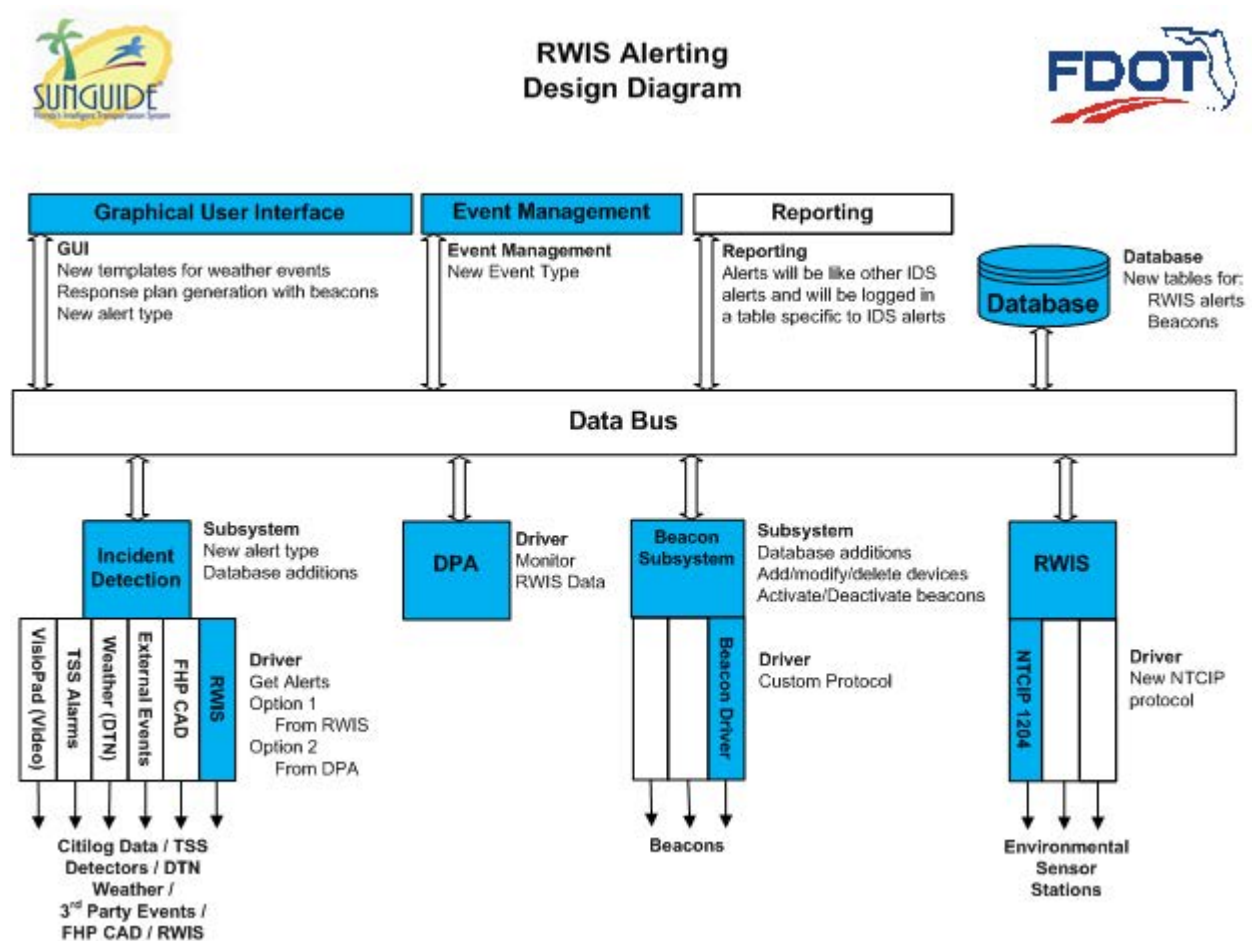 SUNGUIDE
Florida's Intelligent Transportation System
RWIS Alerting
Design Diagram
FDOT
Graphical User Interface
Event Management
Reporting
GUI
New templates for weather events
Response plan generation with beacons
New alert type
Event Management
New Event Type
Reporting
Alerts will be like other IDS
alerts and will be logged in
a table specific to IDS alerts
Database
Database
New tables for:
RWIS alerts
Beacons
Data Bus
Incident
Detection
Subsystem
New alert type
Database additions
DPA
Driver
Monitor
RWIS Data
Beacon
Subsystem
Subsystem
Database additions
Add/modify/delete devices
Activate/Deactivate beacons
RWIS
VisioPad (Video)
TSS Alarms
Weather (DTN)
External Events
FHP CAD
RWIS
Driver
Get Alerts
Option 1
From RWIS
Option 2
From DPA
Beacon Driver
Driver
Custom Protocol
NTCIP 1204
Driver
New NTCIP
protocol
Citilog Data / TSS
Detectors / DTN
Weather /
3rd Party Events /
FHP CAD / RWIS
Beacons
Environmental
Sensor
Stations